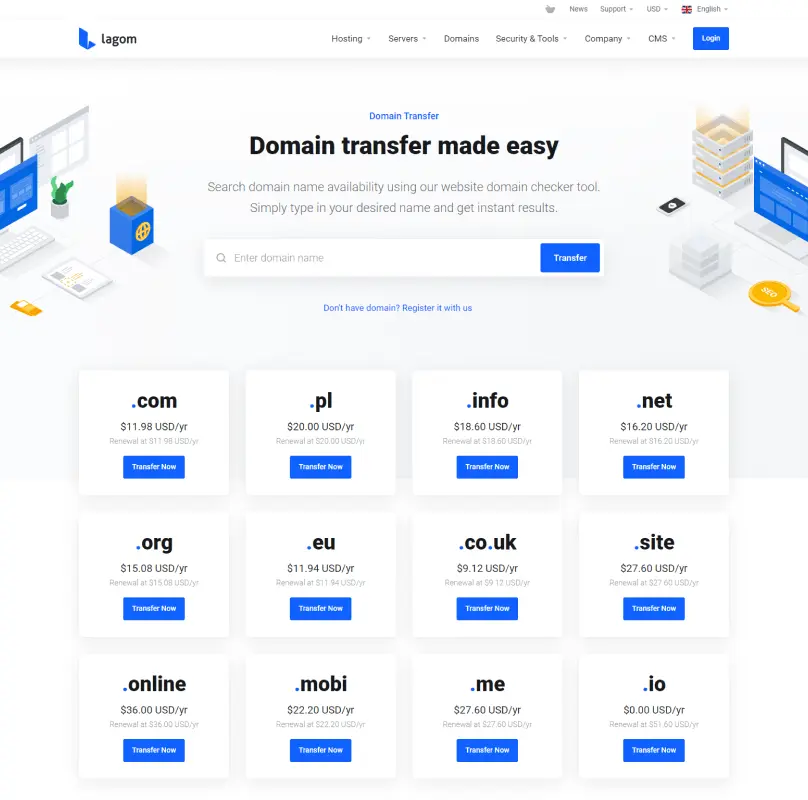 News Support USD English
lagom
Hosting Servers Domains Security & Tools Company CMS Login
Domain Transfer
Domain transfer made easy
Search domain name availability using our website domain checker tool.
Simply type in your desired name and get instant results.
Enter domain name Transfer
SEO
Don't have domain? Register it with us
.com
$11.98 USD/yr
Renewal at $11.98 USD/yr
Transfer Now
.pl
$20.00 USD/yr
Renewal at $20.00 USD/yr
Transfer Now
.info
$18.60 USD/yr
Renewal at $18.60 USD/yr
Transfer Now
.net
$16.20 USD/yr
Renewal at $16.20 USD/yr
Transfer Now
.org
$15.08 USD/yr
Renewal at $15.08 USD/yr
Transfer Now
.eu
$11.94 USD/yr
Renewal at $11.94 USD/yr
Transfer Now
.co.uk
$9.12 USD/yr
Renewal at $9.12 USD/yr
Transfer Now
.site
$27.60 USD/yr
Renewal at $27.60 USD/yr
Transfer Now
.online
$36.00 USD/yr
Renewal at $36.00 USD/yr
Transfer Now
.mobi
$22.20 USD/yr
Renewal at $22.20 USD/yr
Transfer Now
.me
$27.60 USD/yr
Renewal at $27.60 USD/yr
Transfer Now
.io
$0.00 USD/yr
Renewal at $51.60 USD/yr
Transfer Now